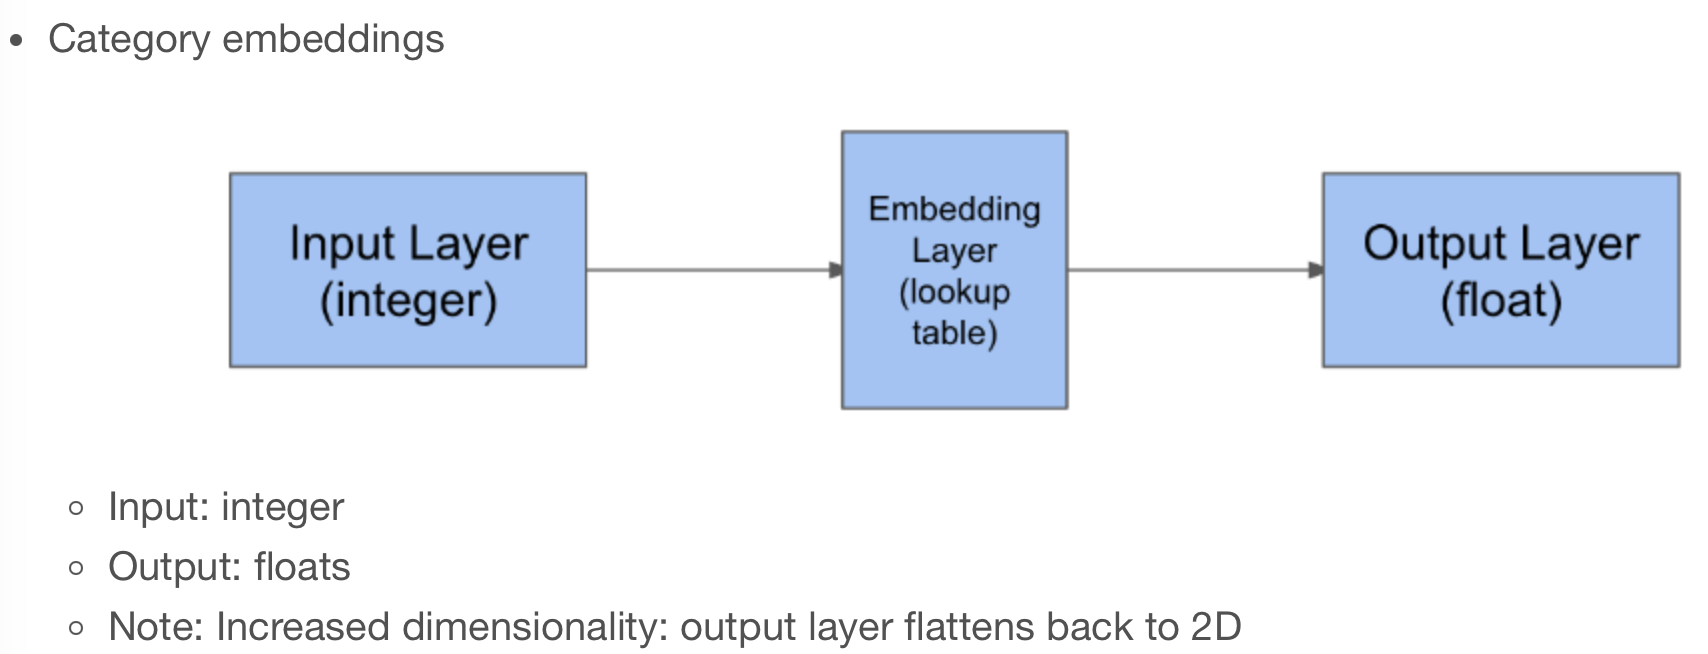 Category embeddings
Input Layer
(integer)
Embedding
Layer
(lookup
table)
Output Layer
(float)
Input: integer
Output: floats
Note: Increased dimensionality: output layer flattens back to 2D